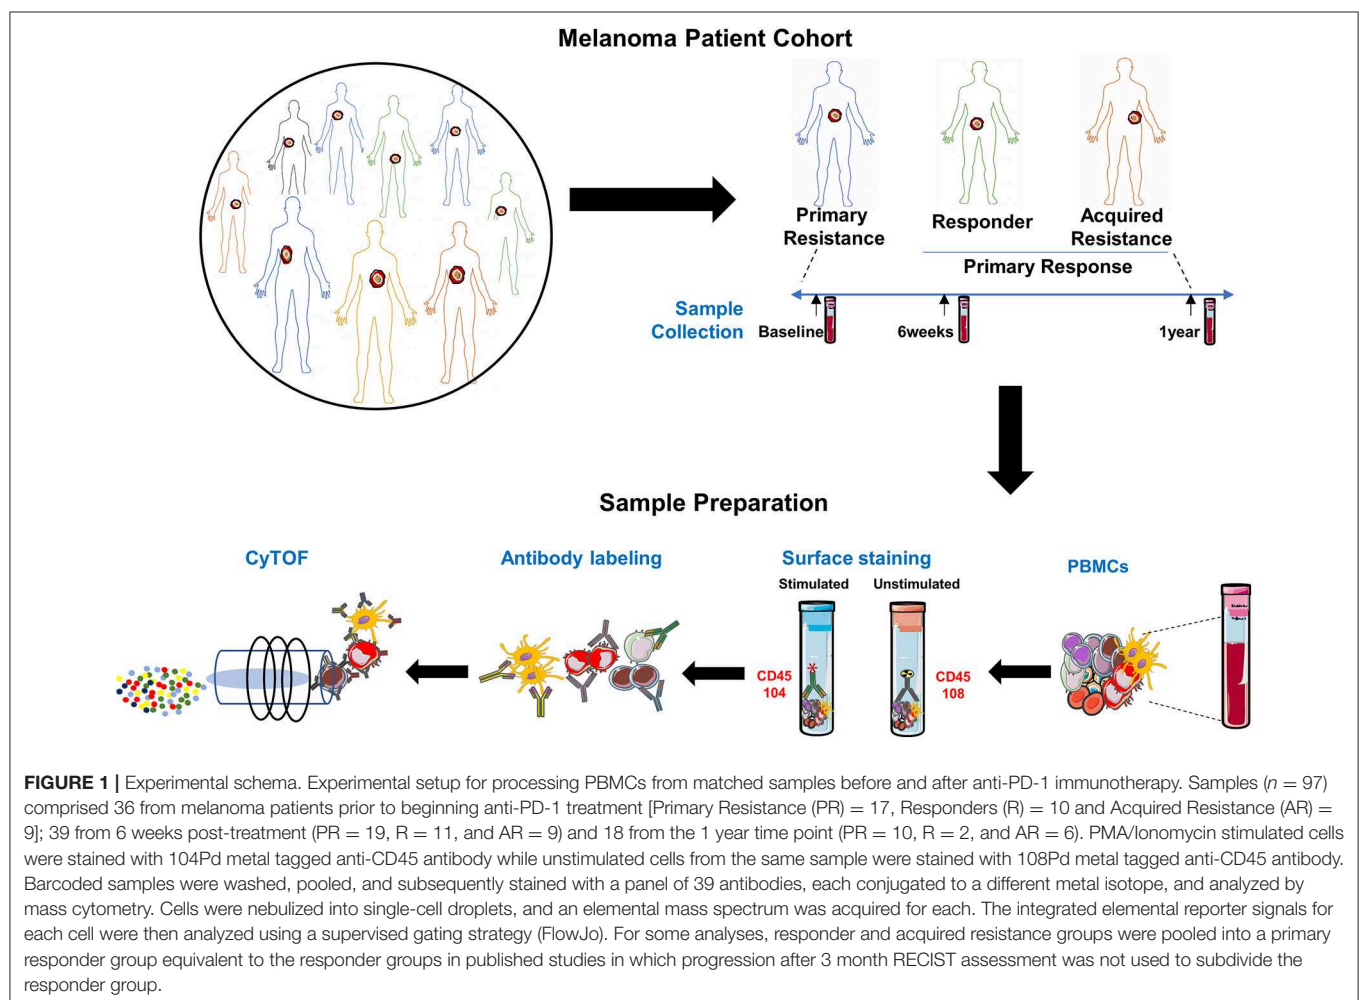 Melanoma Patient Cohort
Primary
Resistance
Responder
Acquired
Resistance
Primary Response
Sample
Collection
Baseline
6weeks
1year
Sample Preparation
CyTOF
Antibody labeling
Surface staining
PBMCs
Stimulated
Unstimulated
CD45
104
CD45
108
FIGURE 1 | Experimental schema. Experimental setup for processing PBMCs from matched samples before and after anti-PD-1 immunotherapy. Samples (n = 97)
comprised 36 from melanoma patients prior to beginning anti-PD-1 treatment [Primary Resistance (PR) = 17, Responders (R) = 10 and Acquired Resistance (AR) =
9]; 39 from 6 weeks post-treatment (PR = 19, R = 11, and AR = 9) and 18 from the 1 year time point (PR = 10, R = 2, and AR = 6). PMA/Ionomycin stimulated cells
were stained with 104Pd metal tagged anti-CD45 antibody while unstimulated cells from the same sample were stained with 108Pd metal tagged anti-CD45 antibody.
Barcoded samples were washed, pooled, and subsequently stained with a panel of 39 antibodies, each conjugated to a different metal isotope, and analyzed by
mass cytometry. Cells were nebulized into single-cell droplets, and an elemental mass spectrum was acquired for each. The integrated elemental reporter signals for
each cell were then analyzed using a supervised gating strategy (FlowJo). For some analyses, responder and acquired resistance groups were pooled into a primary
responder group equivalent to the responder groups in published studies in which progression after 3 month RECIST assessment was not used to subdivide the
responder group.